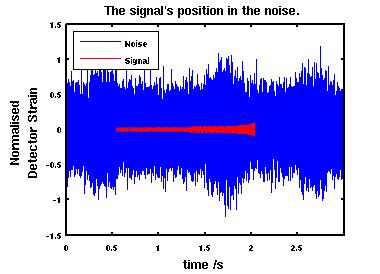 The signal's position in the noise.
1.5
Noise
Signal
1
0.5
0
-0.5
-1
-1.5
Normalised
Detector Strain
0 0.5 1 1.5 2 2.5
time /s